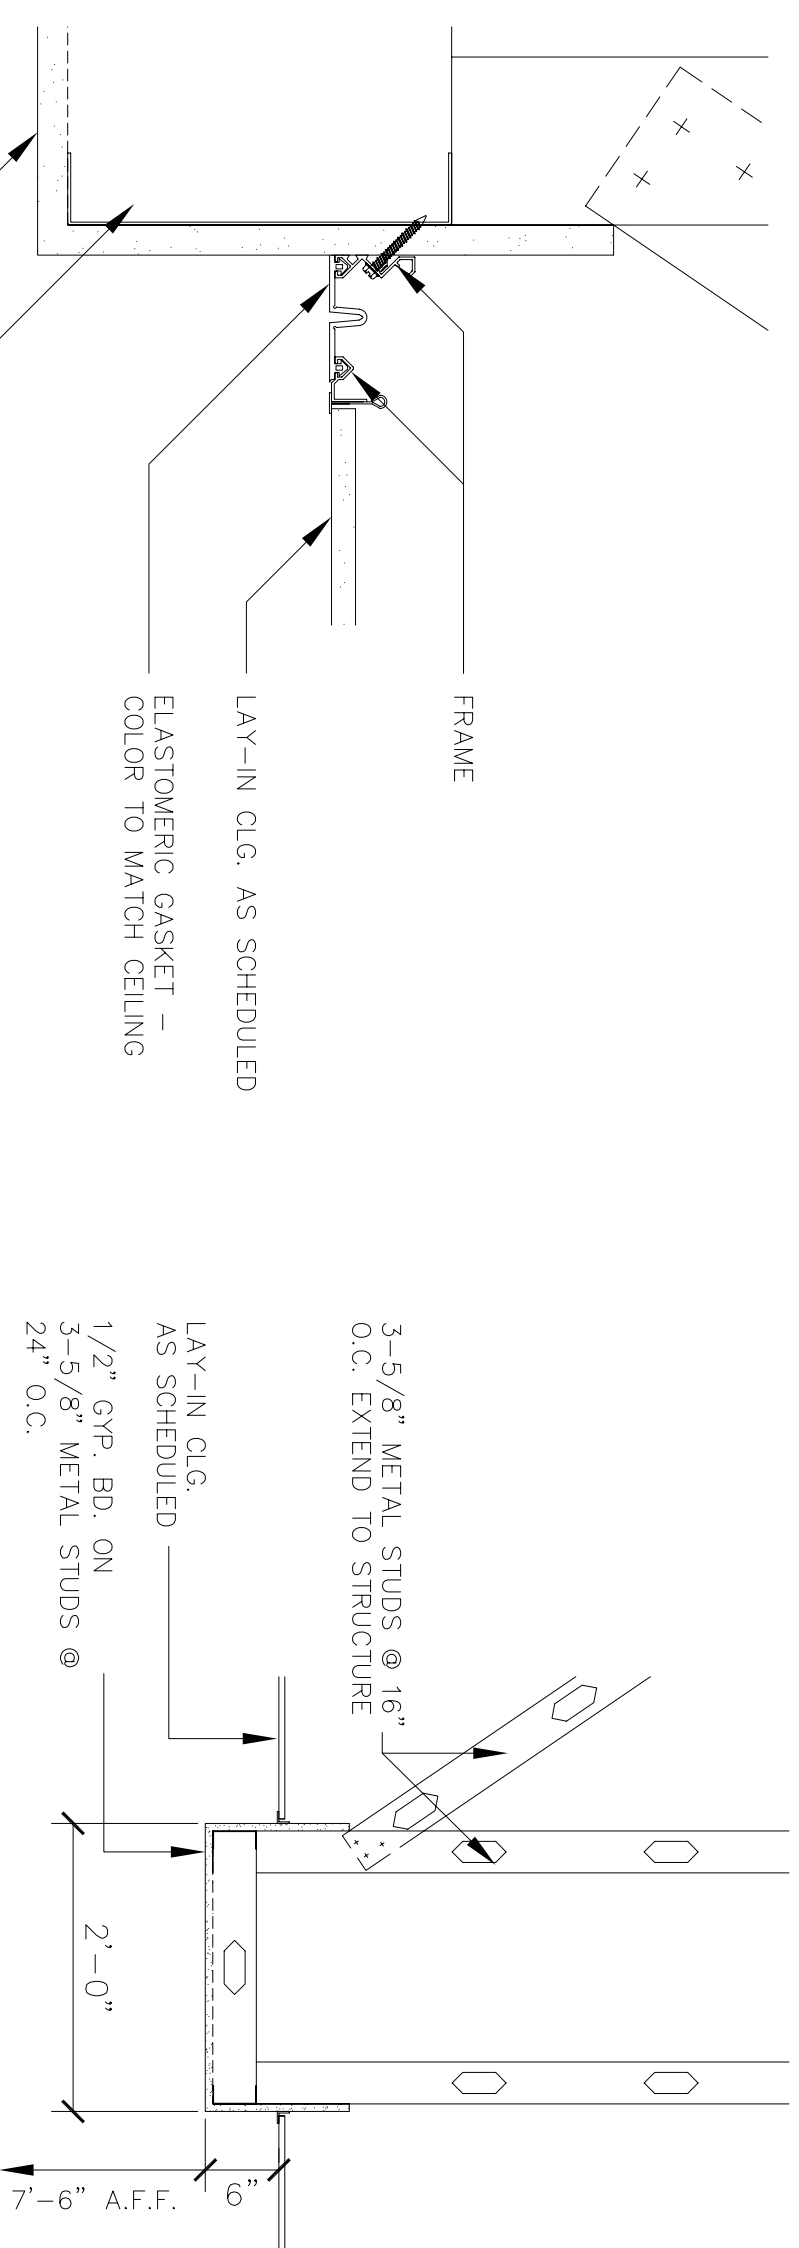 FRAME
LAY-IN CLG. AS SCHEDULED
ELASTOMERIC GASKET -
COLOR TO MATCH CEILING
3-5/8" METAL STUDS @ 16"
O.C. EXTEND TO STRUCTURE
LAY-IN CLG.
AS SCHEDULED
1/2" GYP. BD. ON
3-5/8" METAL STUDS @
24" O.C.
2'-0"
6"
7'-6" A.F.F.